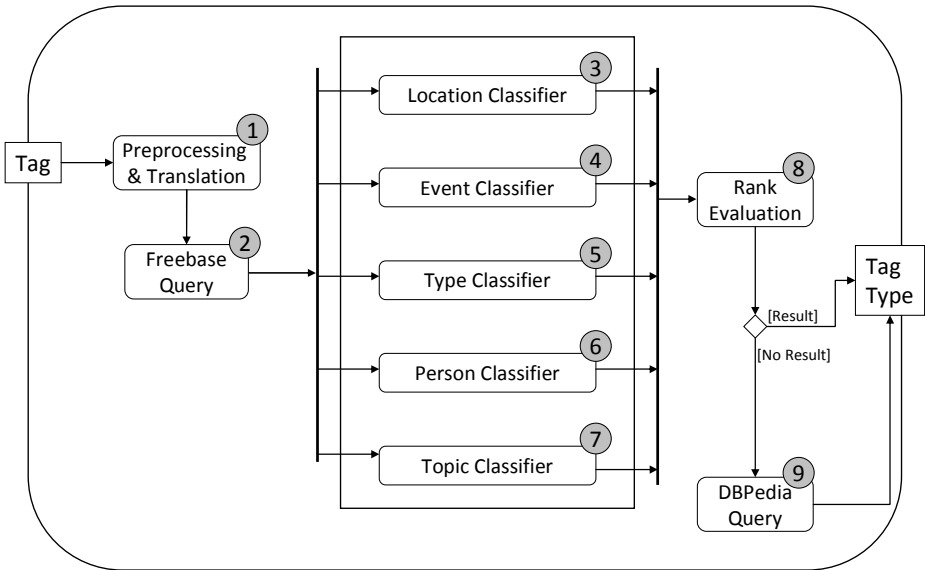 Tag
1
Preprocessing
& Translation
2
Freebase
Query
3
Location Classifier
4
Event Classifier
5
Type Classifier
6
Person Classifier
7
Topic Classifier
8
Rank
Evaluation
[Result]
[No Result]
9
DBPedia
Query
Tag
Type